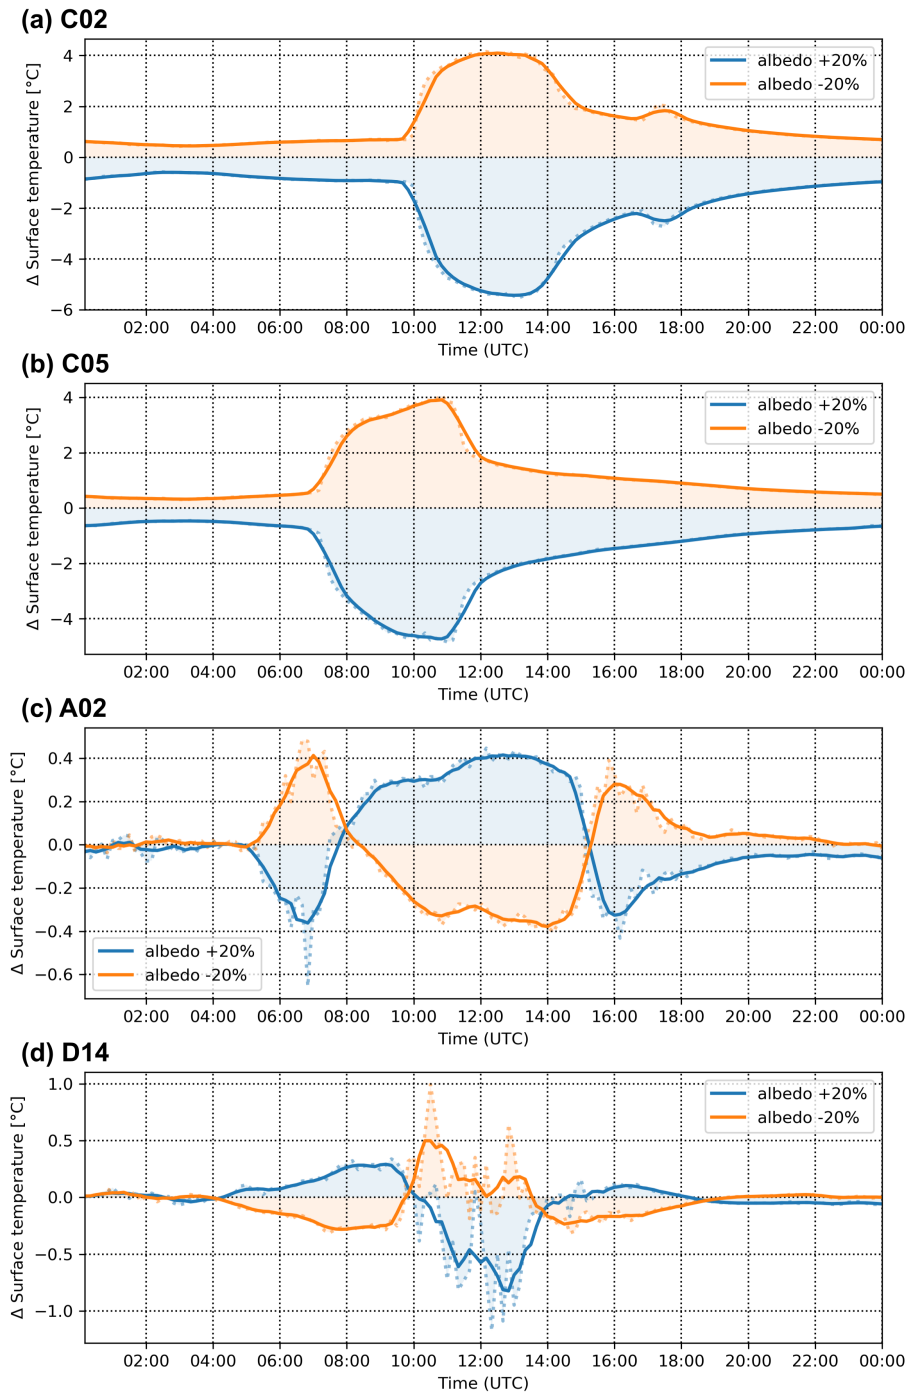 (a) C02
Δ Surface temperature [°C]
4
2
0
−2
−4
−6
albedo +20%
albedo -20%
02:00 04:00 06:00 08:00 10:00 12:00 14:00 16:00 18:00 20:00 22:00 00:00
Time (UTC)
(b) C05
Δ Surface temperature [°C]
4
2
0
−2
−4
albedo +20%
albedo -20%
02:00 04:00 06:00 08:00 10:00 12:00 14:00 16:00 18:00 20:00 22:00 00:00
Time (UTC)
(c) A02
Δ Surface temperature [°C]
0.4
0.2
0.0
−0.2
−0.4
−0.6
albedo +20%
albedo -20%
02:00 04:00 06:00 08:00 10:00 12:00 14:00 16:00 18:00 20:00 22:00 00:00
Time (UTC)
(d) D14
Δ Surface temperature [°C]
1.0
0.5
0.0
−0.5
−1.0
albedo +20%
albedo -20%
02:00 04:00 06:00 08:00 10:00 12:00 14:00 16:00 18:00 20:00 22:00 00:00
Time (UTC)